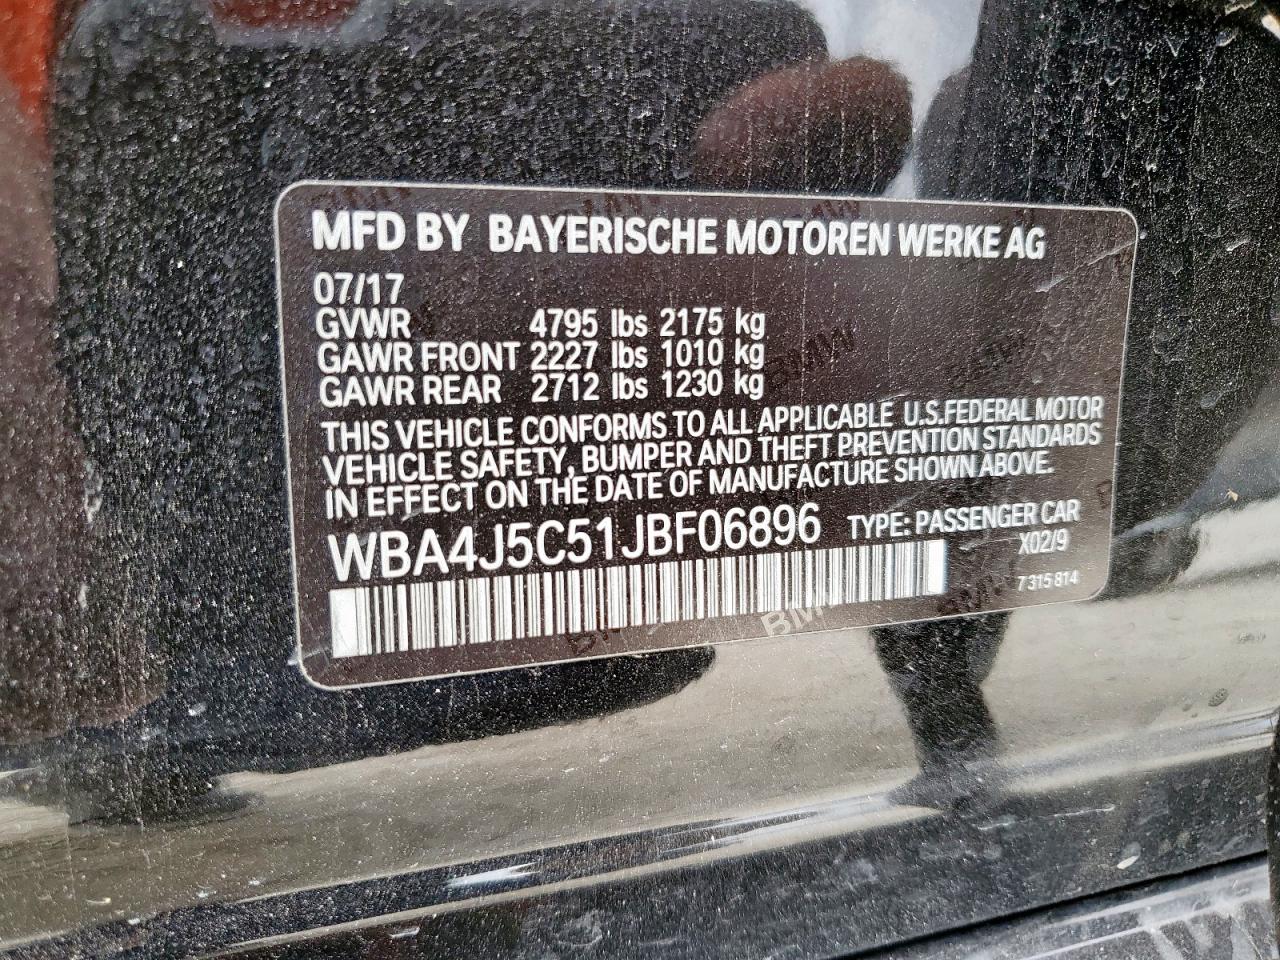 MFD BY BAYERISCHE MOTOREN WERKE AG
07/17
GVWR 4795 lbs 2175 kg
GAWR FRONT 2227 lbs 1010 kg
GAWR REAR 2712 lbs 1230 kg
THIS VEHICLE CONFORMS TO ALL APPLICABLE U.S.FEDERAL MOTOR
VEHICLE SAFETY, BUMPER AND THEFT PREVENTION STANDARDS
IN EFFECT ON THE DATE OF MANUFACTURE SHOWN ABOVE.
WBA4J5C51JBF06896 TYPE: PASSENGER CAR
X02/9
7 315 814
BMW